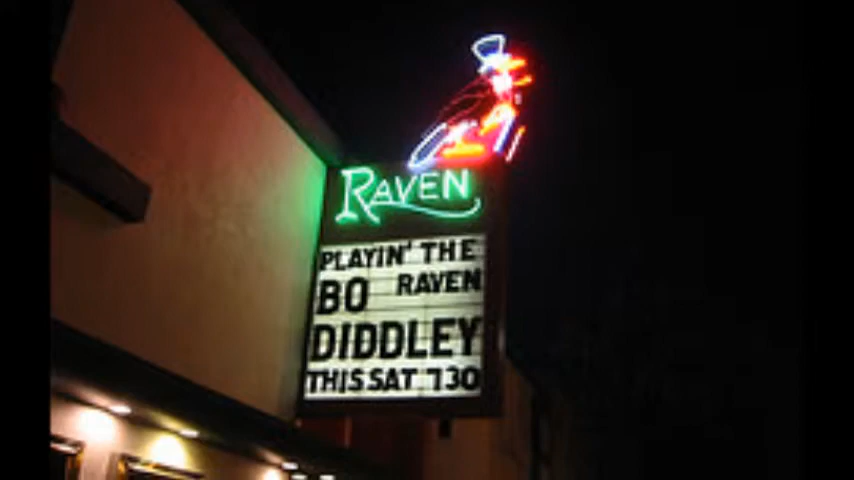 RAVEN
PLAYIN' THE
BO RAVEN
DIDDLEY
THIS SAT 730